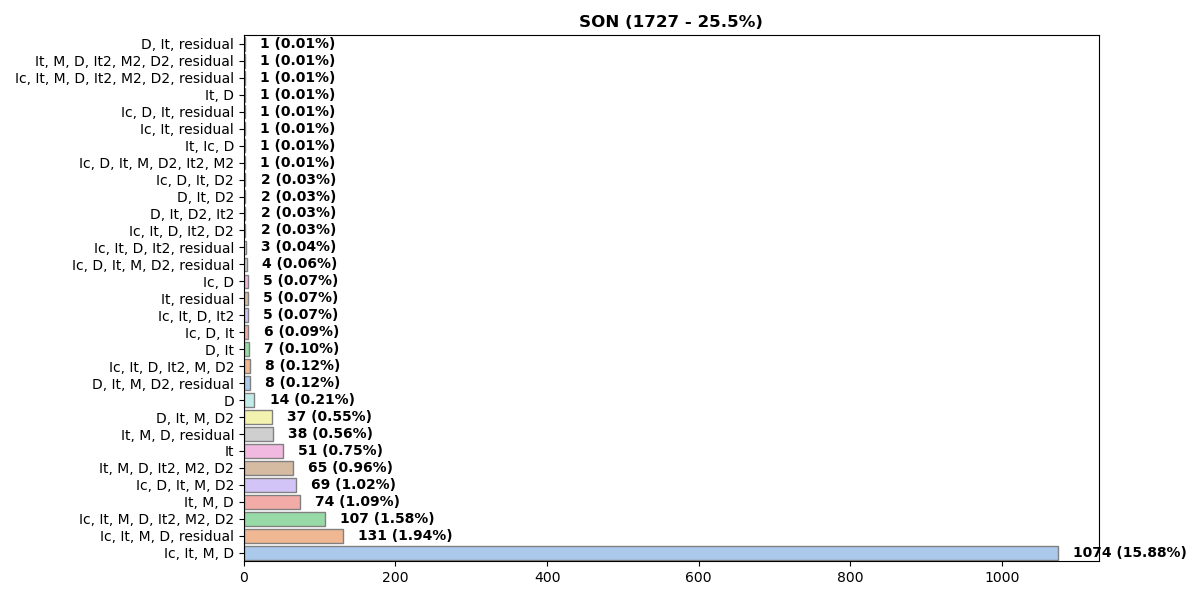 SON (1727 - 25.5%)
D, It, residual 1 (0.01%)
It, M, D, It2, M2, D2, residual 1 (0.01%)
Ic, It, M, D, It2, M2, D2, residual 1 (0.01%)
It, D 1 (0.01%)
Ic, D, It, residual 1 (0.01%)
Ic, It, residual 1 (0.01%)
It, Ic, D 1 (0.01%)
Ic, D, It, M, D2, It2, M2 1 (0.01%)
Ic, D, It, D2 2 (0.03%)
D, It, D2 2 (0.03%)
D, It, D2, It2 2 (0.03%)
Ic, It, D, It2, D2 2 (0.03%)
Ic, It, D, It2, residual 3 (0.04%)
Ic, D, It, M, D2, residual 4 (0.06%)
Ic, D 5 (0.07%)
It, residual 5 (0.07%)
Ic, It, D, It2 5 (0.07%)
Ic, D, It 6 (0.09%)
D, It 7 (0.10%)
Ic, It, D, It2, M, D2 8 (0.12%)
D, It, M, D2, residual 8 (0.12%)
D 14 (0.21%)
D, It, M, D2 37 (0.55%)
It, M, D, residual 38 (0.56%)
It 51 (0.75%)
It, M, D, It2, M2, D2 65 (0.96%)
Ic, D, It, M, D2 69 (1.02%)
It, M, D 74 (1.09%)
Ic, It, M, D, It2, M2, D2 107 (1.58%)
Ic, It, M, D, residual 131 (1.94%)
Ic, It, M, D 1074 (15.88%)
0 200 400 600 800 1000